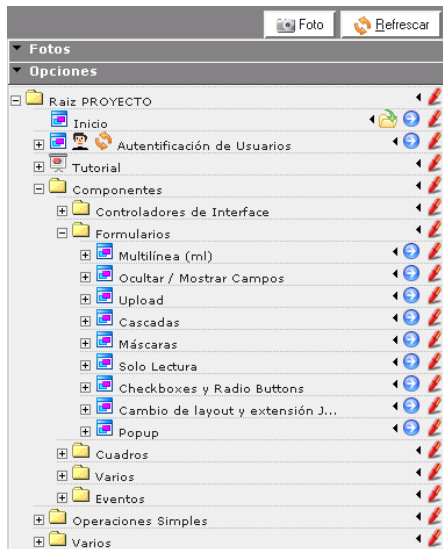 Foto Refrescar
Fotos
Opciones
Raiz PROYECTO
Inicio
Autentificación de Usuarios
Tutorial
Componentes
Controladores de Interface
Formularios
Multilínea (ml)
Ocultar / Mostrar Campos
Upload
Cascadas
Máscaras
Solo Lectura
Checkboxes y Radio Buttons
Cambio de layout y extensión J...
Popup
Cuadros
Varios
Eventos
Operaciones Simples
Varios